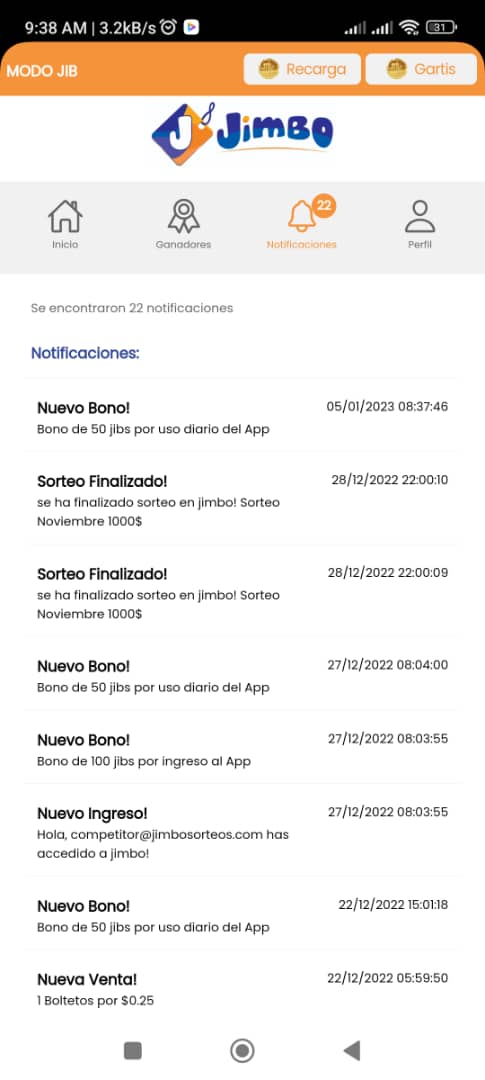 9:38 AM | 3.2kB/s
31
MODO JIB
Recarga
Gartis
JimBO
22
Inicio
Ganadores
Notificaciones
Perfil
Se encontraron 22 notificaciones
Notificaciones:
Nuevo Bono!
05/01/2023 08:37:46
Bono de 50 jibs por uso diario del App
Sorteo Finalizado!
28/12/2022 22:00:10
se ha finalizado sorteo en jimbo! Sorteo
Noviembre 1000$
Sorteo Finalizado!
28/12/2022 22:00:09
se ha finalizado sorteo en jimbo! Sorteo
Noviembre 1000$
Nuevo Bono!
27/12/2022 08:04:00
Bono de 50 jibs por uso diario del App
Nuevo Bono!
27/12/2022 08:03:55
Bono de 100 jibs por ingreso al App
Nuevo Ingreso!
27/12/2022 08:03:55
Hola, competitor@jimbosorteos.com has
accedido a jimbo!
Nuevo Bono!
22/12/2022 15:01:18
Bono de 50 jibs por uso diario del App
Nueva Venta!
22/12/2022 05:59:50
1 Boltetos por $0.25